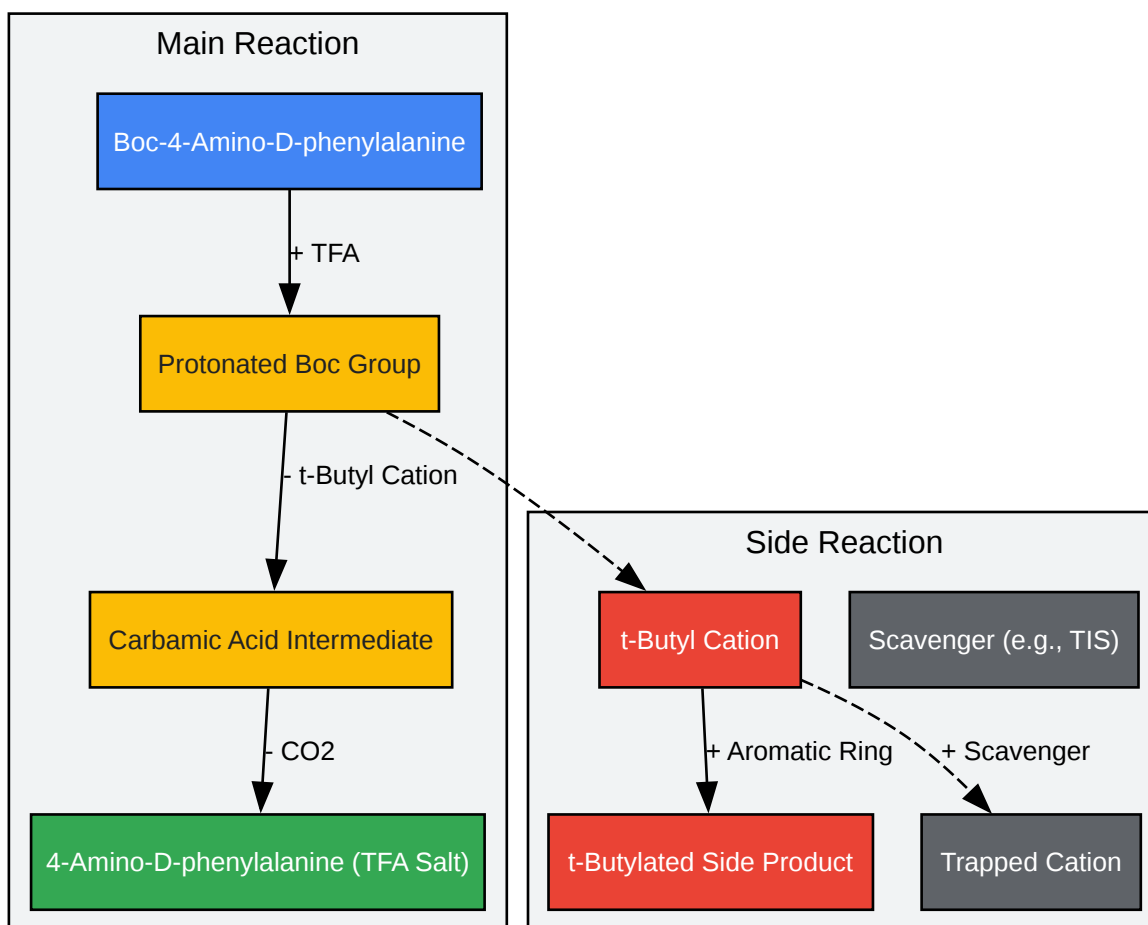 Main Reaction
Boc-4-Amino-D-phenylalanine
+ TFA
Protonated Boc Group
- t-Butyl Cation
Carbamic Acid Intermediate
- CO2
4-Amino-D-phenylalanine (TFA Salt)
Side Reaction
t-Butyl Cation
Scavenger (e.g., TIS)
+ Aromatic Ring
+ Scavenger
t-Butylated Side Product
Trapped Cation